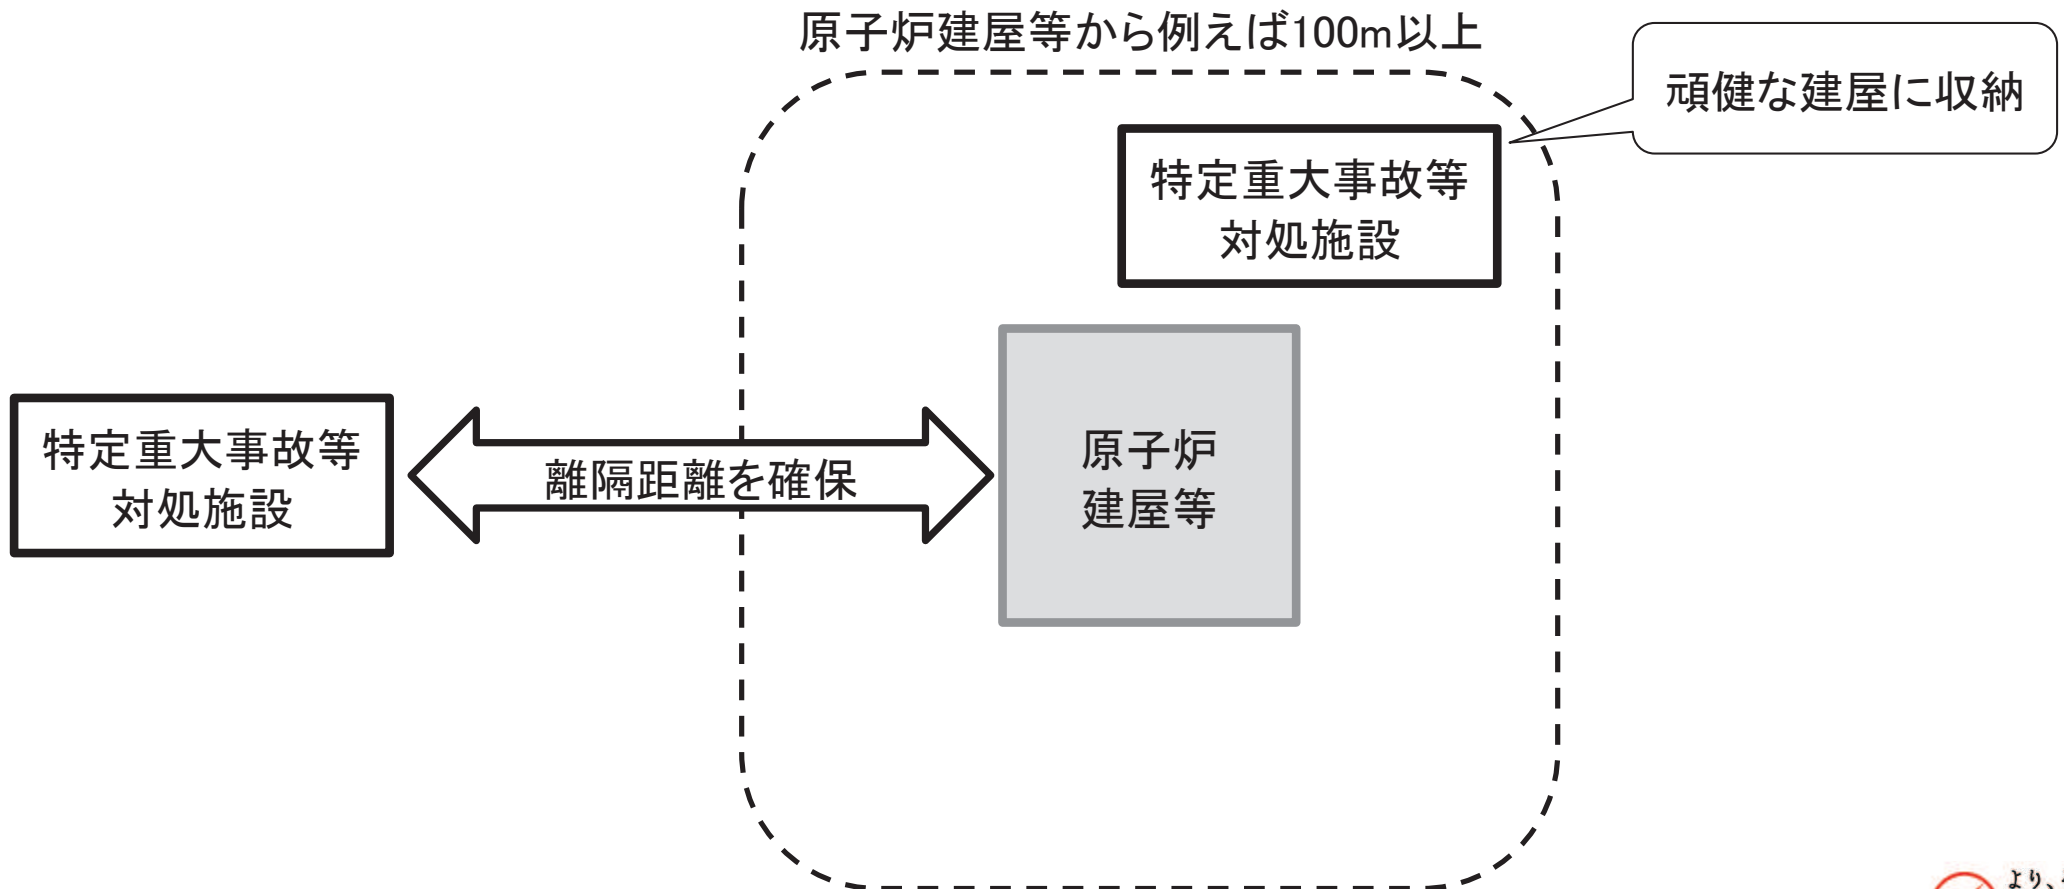 原子炉建屋等から例えば100m以上
頑健な建屋に収納
特定重大事故等
対処施設
特定重大事故等
対処施設
離隔距離を確保
原子炉
建屋等
より、